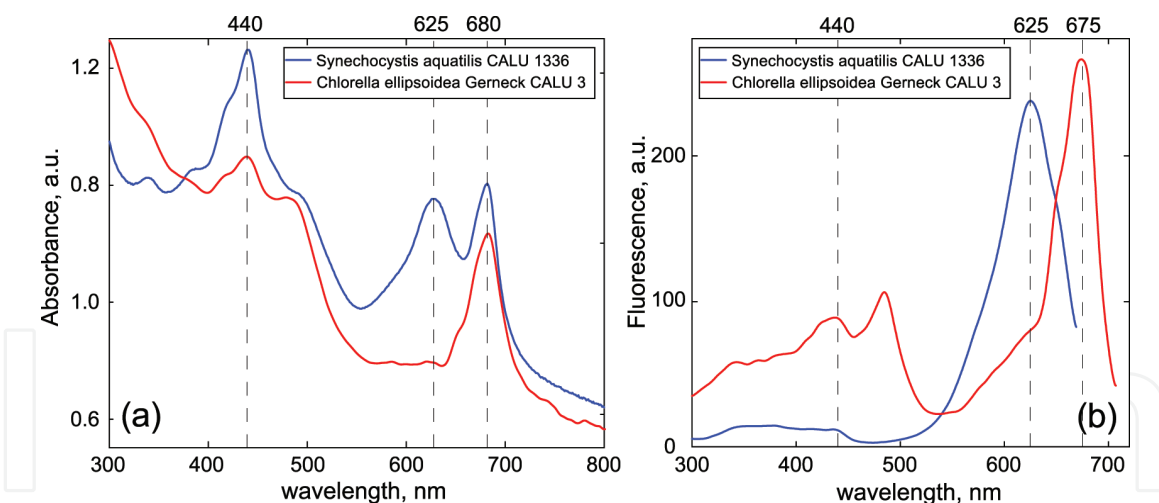 440 625 680
Synechocystis aquatilis CALU 1336
Chlorella ellipsoidea Gerneck CALU 3
1.2
0.8
1.0
0.6
Absorbance, a.u.
(a)
300 400 500 600 700 800
wavelength, nm
440 625 675
Synechocystis aquatilis CALU 1336
Chlorella ellipsoidea Gerneck CALU 3
200
100
0
Fluorescence, a.u.
(b)
300 400 500 600 700
wavelength, nm